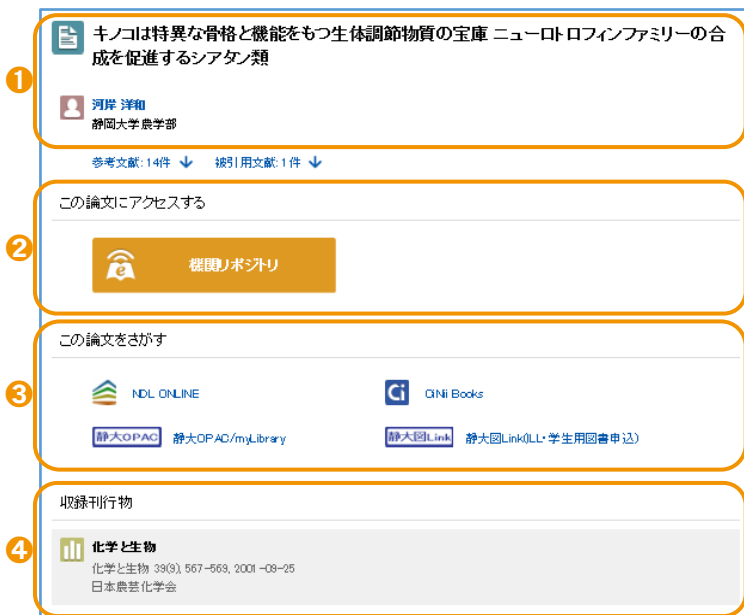 ❶
キノコは特異な骨格と機能をもつ生体調節物質の宝庫 ニューロトロフィンファミリーの合
成を促進するシアタン類
河岸 洋和
静岡大学農学部
参考文献:14件 被引用文献:1件
❷
この論文にアクセスする
e 機関リポジトリ
❸
この論文をさがす
NDL ONLINE
Ci CiNii Books
静大OPAC 静大OPAC/myLibrary
静大図Link 静大図Link(ILL・学生用図書申込)
❹
収録刊行物
化学と生物
化学と生物 39(9), 567-569, 2001-09-25
日本農芸化学会